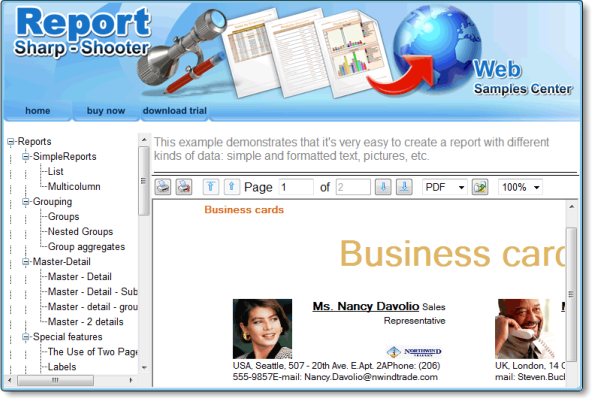 Report
Sharp - Shooter
Web
Samples Center
home
buy now
download trial
Reports
SimpleReports
List
Multicolumn
Grouping
Groups
Nested Groups
Group aggregates
Master-Detail
Master - Detail
Master - Detail - Sub
Master - detail - grou
Master - 2 details
Special features
The Use of Two Page
Labels
This example demonstrates that it's very easy to create a report with different
kinds of data: simple and formatted text, pictures, etc.
Page 1 of 2 PDF 100%
Business cards
Business card
Ms. Nancy Davolio Sales
Representative
NORTHWIND
USA, Seattle, 507 - 20th Ave. E.Apt. 2APhone: (206)
555-9857E-mail: Nancy.Davolio@nwindtrade.com
UK, London, 14 G
mail: Steven.Buch